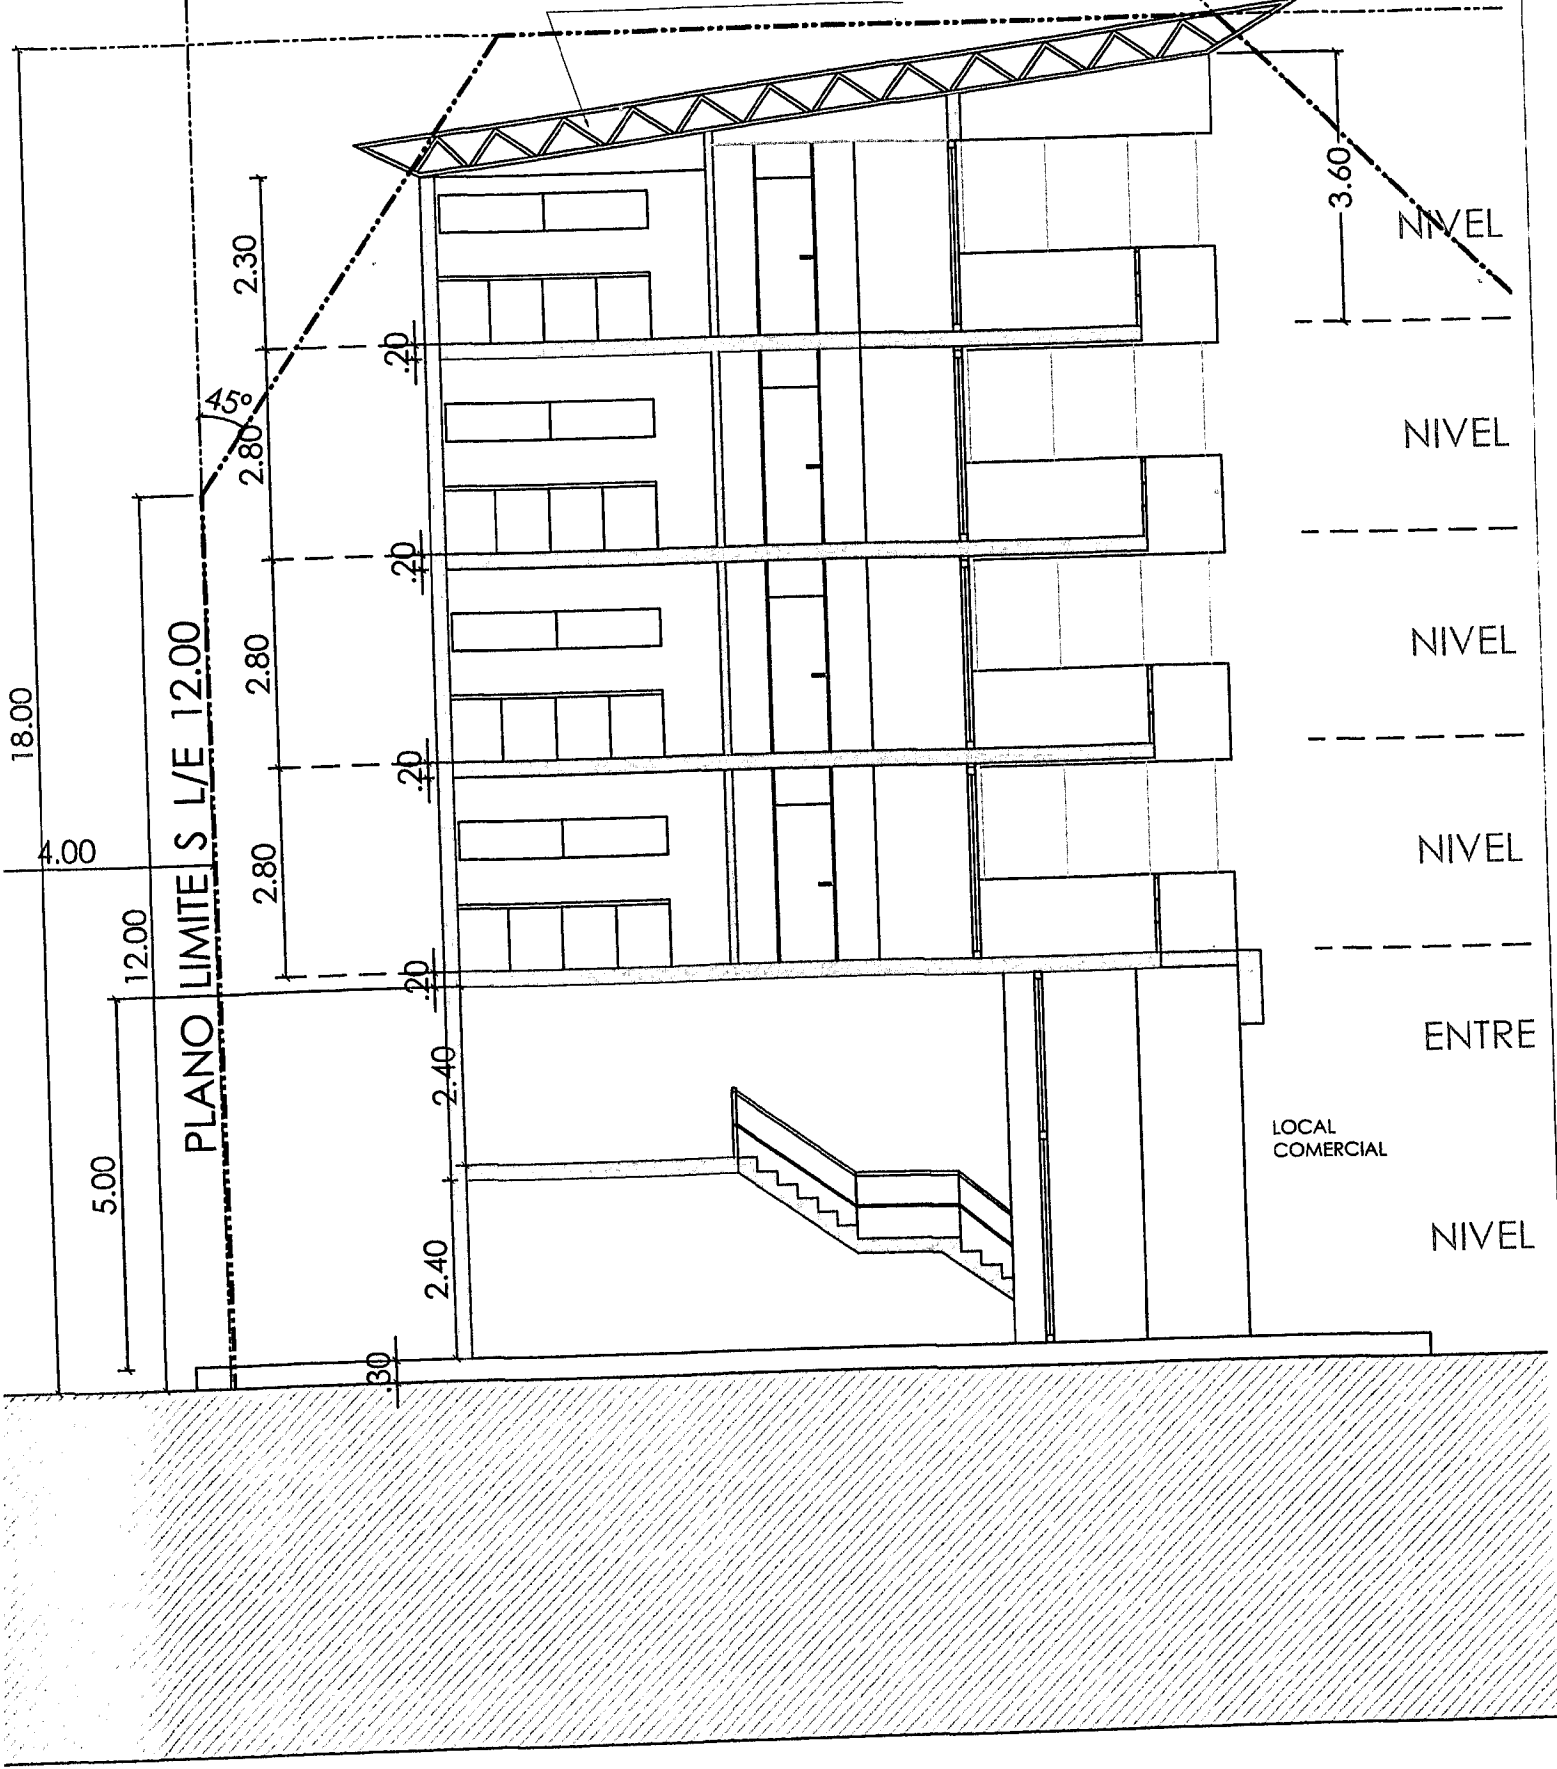 3.60
NIVEL
2.30
.20
45°
2.80
NIVEL
.20
2.80
NIVEL
18.00
PLANO LIMITE S L/E 12.00
.20
4.00
2.80
NIVEL
12.00
.20
ENTRE
2.40
LOCAL
COMERCIAL
5.00
NIVEL
2.40
.30